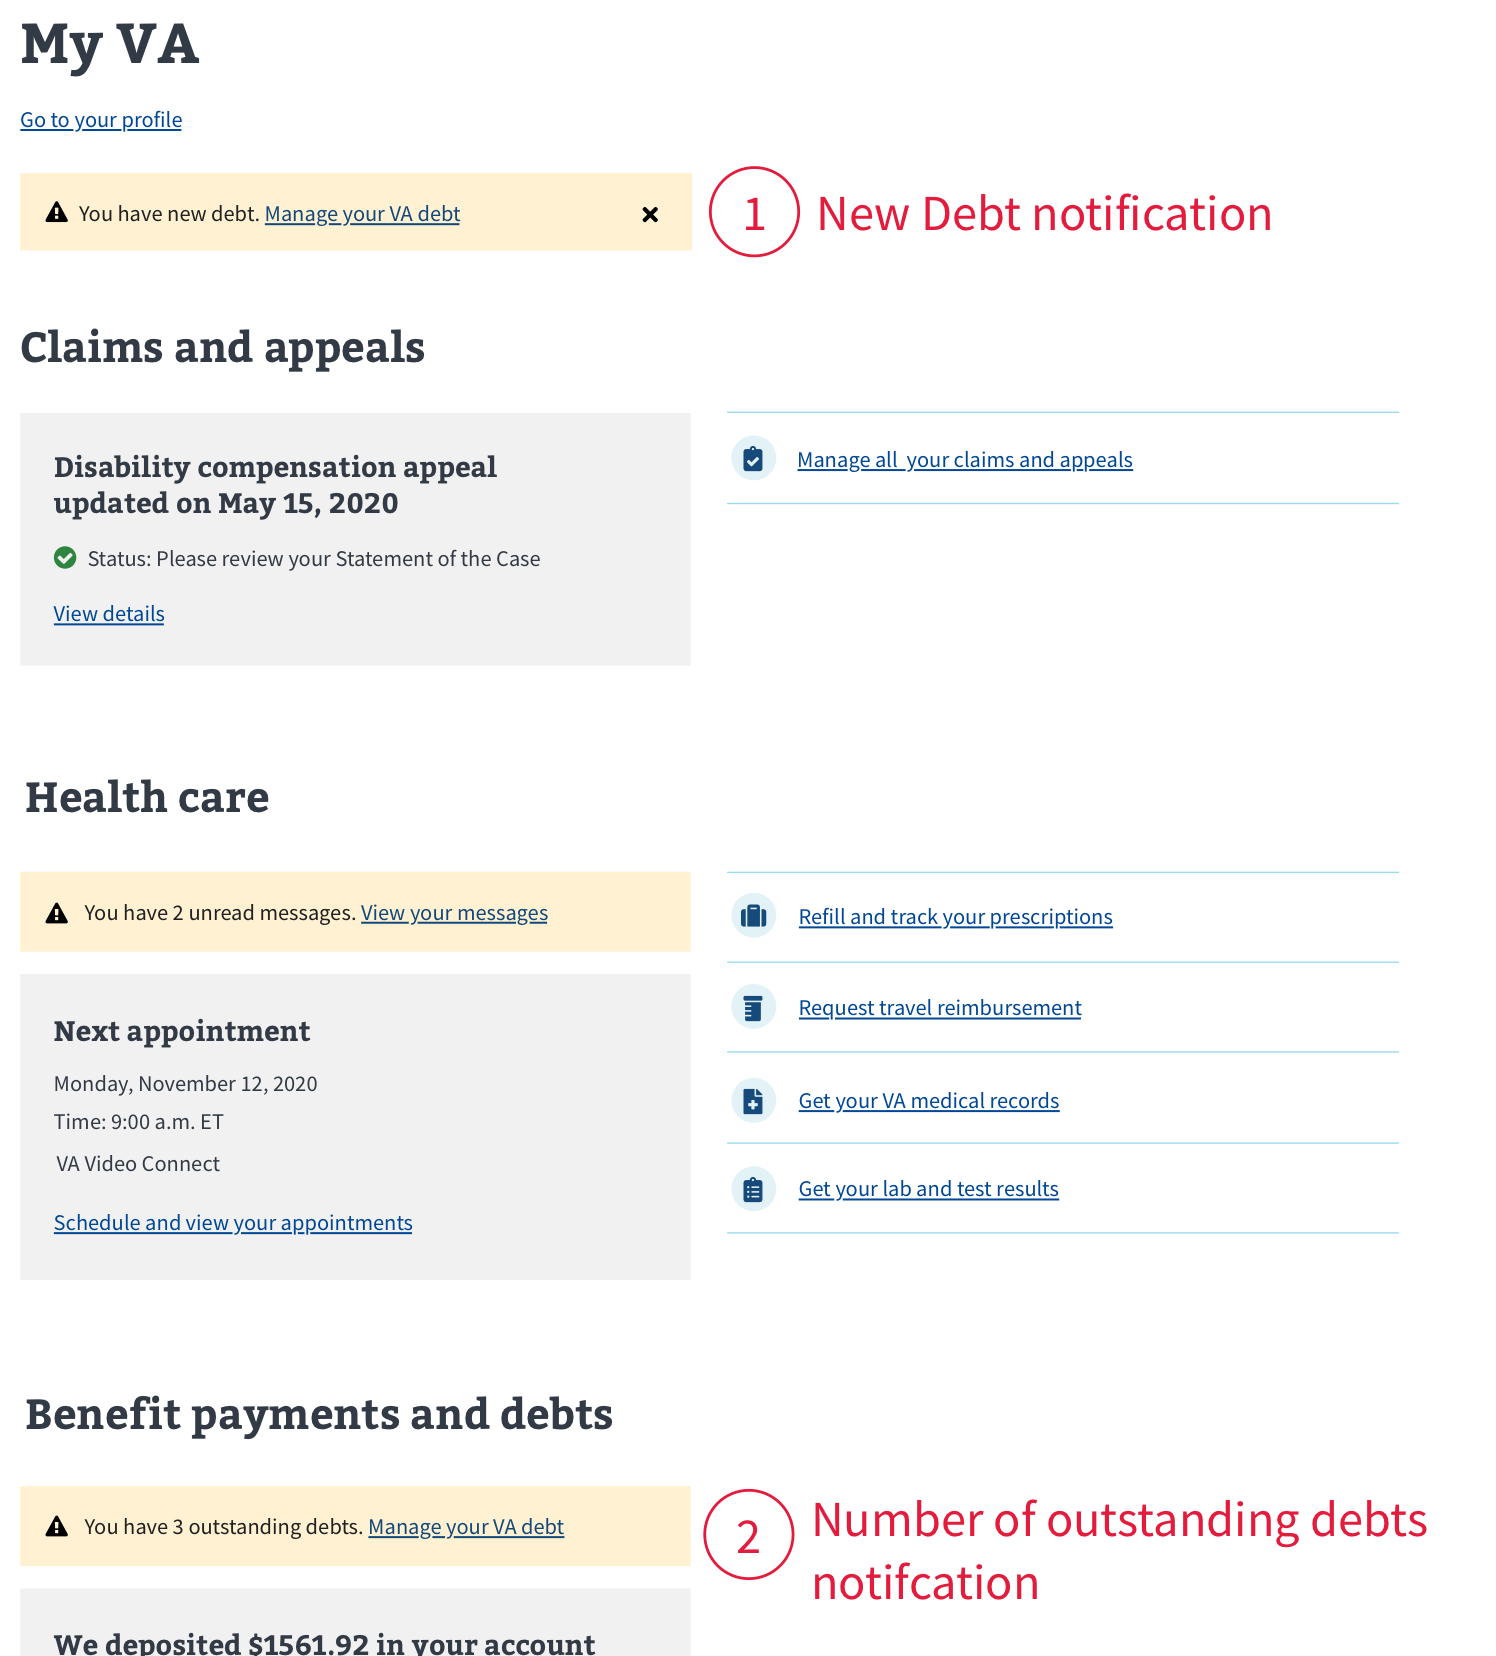 My VA
Go to your profile
You have new debt. Manage your VA debt
1 New Debt notification
Claims and appeals
Disability compensation appeal
updated on May 15, 2020
Status: Please review your Statement of the Case
View details
Manage all  your claims and appeals
Health care
You have 2 unread messages. View your messages
Next appointment
Monday, November 12, 2020
Time: 9:00 a.m. ET
VA Video Connect
Schedule and view your appointments
Refill and track your prescriptions
Request travel reimbursement
Get your VA medical records
Get your lab and test results
Benefit payments and debts
You have 3 outstanding debts. Manage your VA debt
2 Number of outstanding debts
notifcation
We deposited $1561.92 in your account